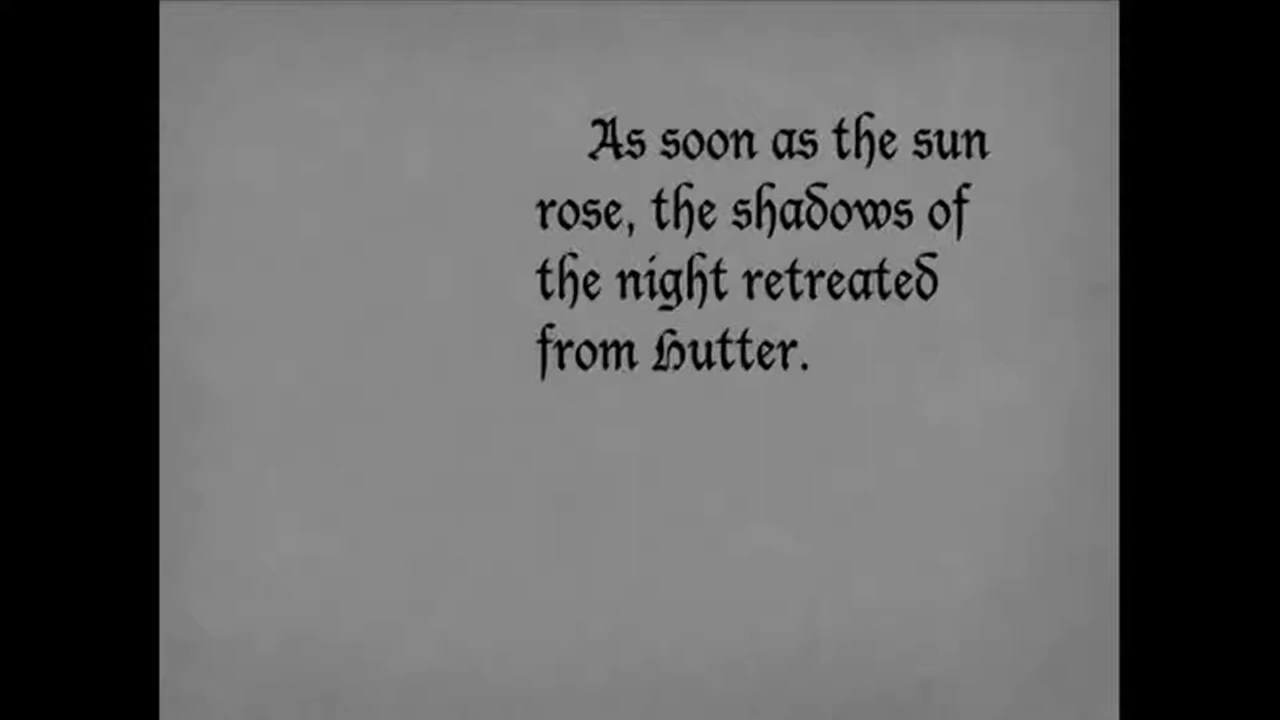 As soon as the sun
rose, the shadows of
the night retreated
from Hutter.